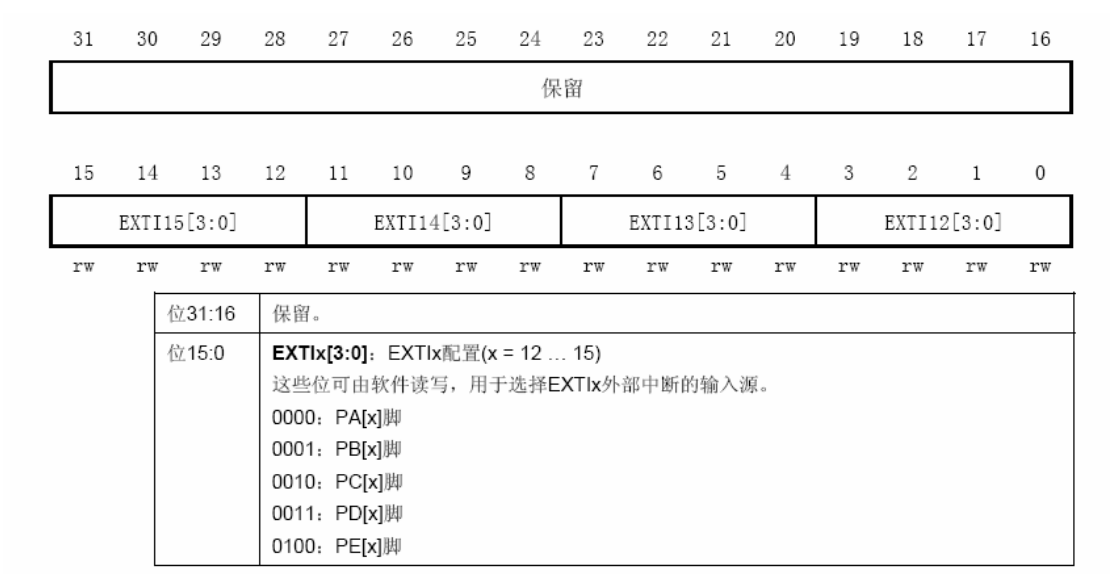 31 30 29 28 27 26 25 24 23 22 21 20 19 18 17 16
保留
15 14 13 12 11 10 9 8 7 6 5 4 3 2 1 0
EXTI15[3:0] EXTI14[3:0] EXTI13[3:0] EXTI12[3:0]
rw rw rw rw rw rw rw rw rw rw rw rw rw rw rw rw
位31:16 保留。
位15:0 EXTIx[3:0]：EXTIx配置(x = 12 … 15)
这些位可由软件读写，用于选择EXTIx外部中断的输入源。
0000：PA[x]脚
0001：PB[x]脚
0010：PC[x]脚
0011：PD[x]脚
0100：PE[x]脚